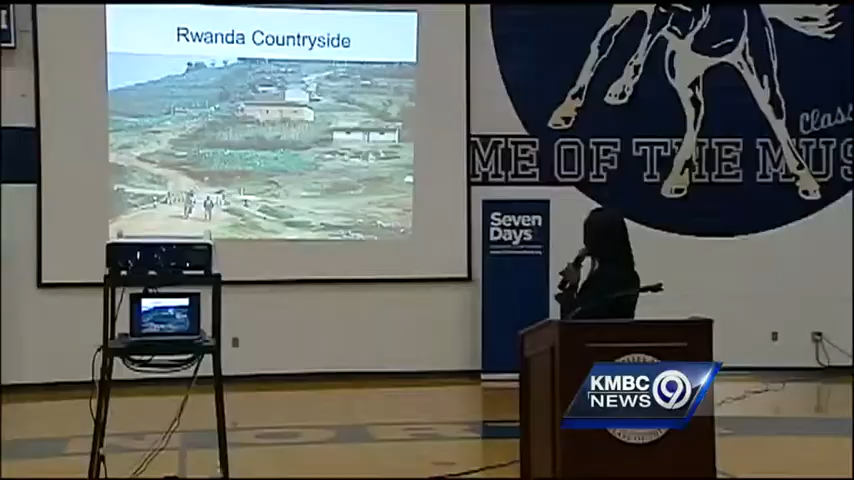 Rwanda Countryside
Class
ME OF THE MUS
SEVEN
DAYS
KMBC 9
NEWS